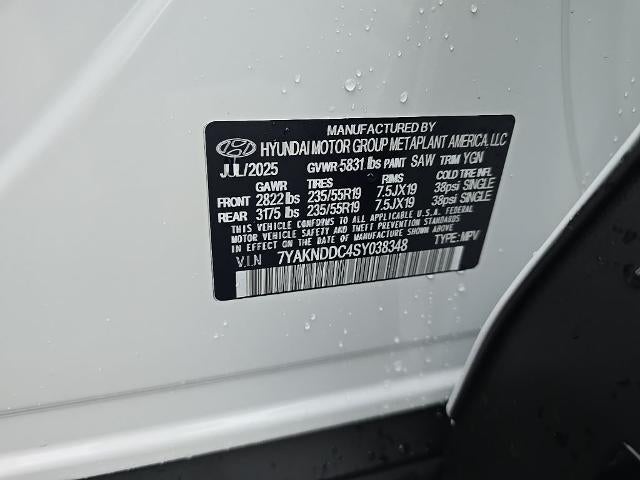 MANUFACTURED BY
HYUNDAI MOTOR GROUP METAPLANT AMERICA, LLC
JUL/2025 GVWR 5831 lbs PAINT SAW TRIM YGN
GAWR TIRES RIMS COLD TIRE INFL
FRONT 2822 lbs 235/55R19 7.5JX19 38psi SINGLE
REAR 3175 lbs 235/55R19 7.5JX19 38psi SINGLE
THIS VEHICLE CONFORMS TO ALL APPLICABLE U.S.A. FEDERAL
MOTOR VEHICLE SAFETY, BUMPER AND THEFT PREVENTION STANDARDS
IN EFFECT ON THE DATE OF MANUFACTURE SHOWN ABOVE.
V.I.N 7YAKNDDC4SY038348 TYPE: MPV